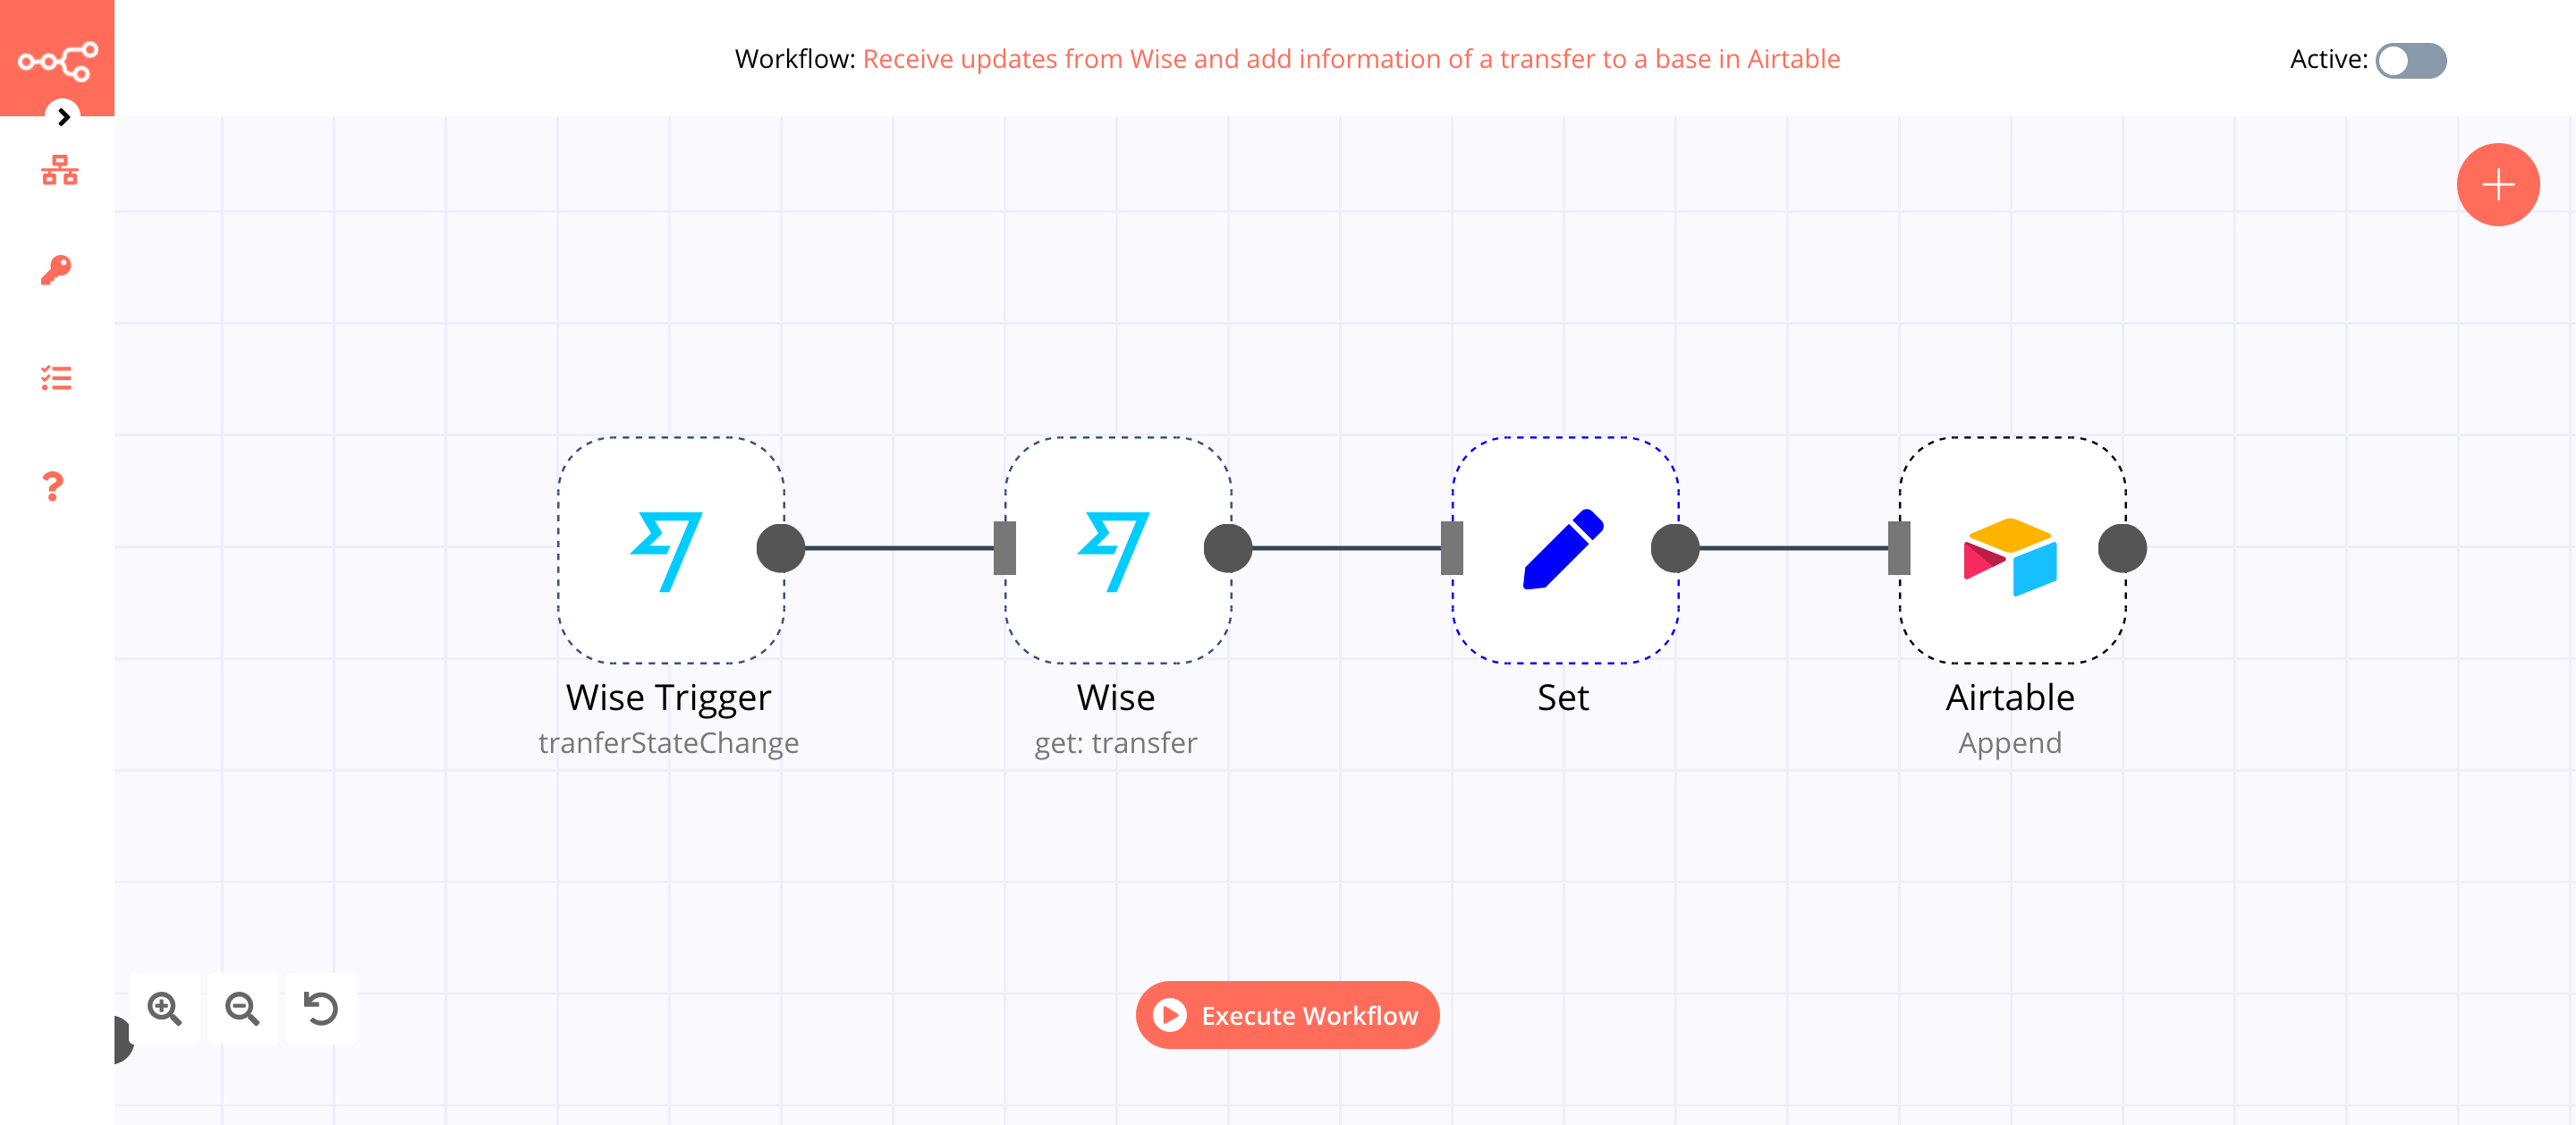 Workflow: Receive updates from Wise and add information of a transfer to a base in Airtable
Active:
Wise Trigger
tranferStateChange
Wise
get: transfer
Set
Airtable
Append
Execute Workflow